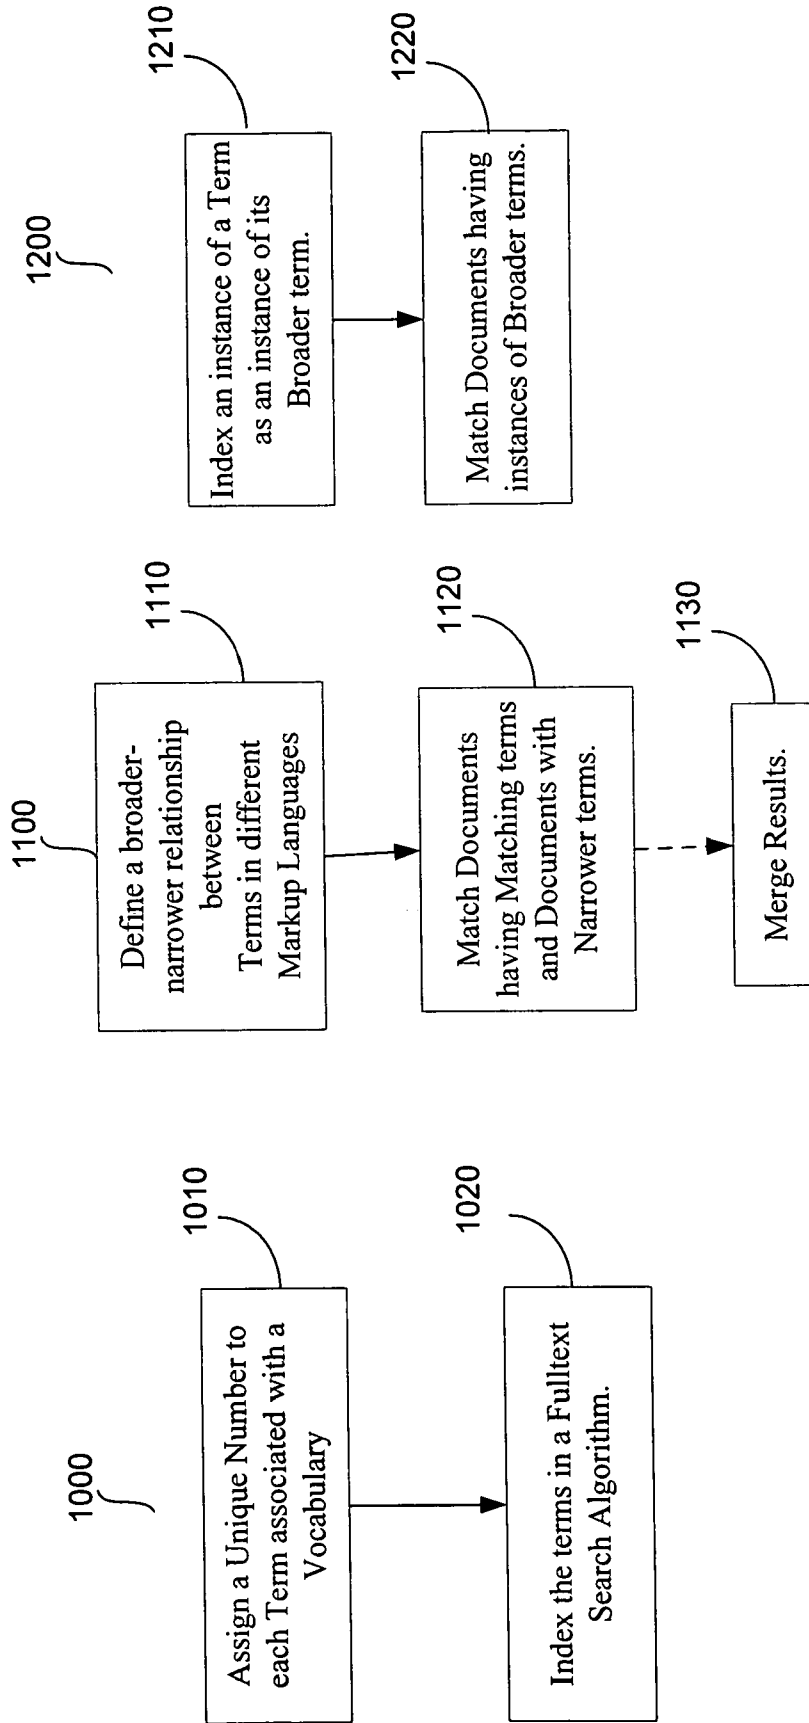 1000
Assign a Unique Number to
each Term associated with a
Vocabulary
1010
Index the terms in a Fulltext
Search Algorithm.
1020
1100
Define a broader-
narrower relationship
between
Terms in different
Markup Languages
1110
Match Documents
having Matching terms
and Documents with
Narrower terms.
1120
Merge Results.
1130
1200
Index an instance of a Term
as an instance of its
Broader term.
1210
Match Documents having
instances of Broader terms.
1220